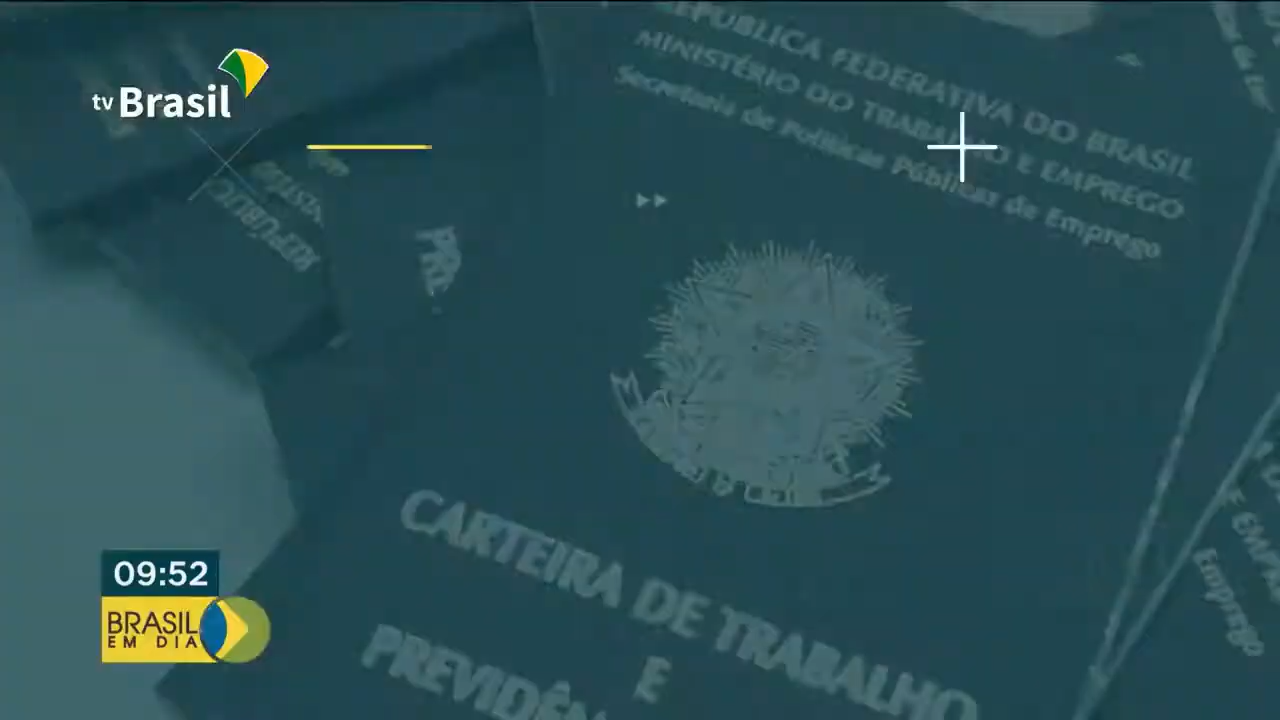 tv Brasil
REPÚBLICA FEDERATIVA DO BRASIL
MINISTÉRIO DO TRABALHO E EMPREGO
Secretaria de Políticas Públicas de Emprego
CARTEIRA DE TRABALHO
E
09:52
BRASIL
EM DIA
Emprego